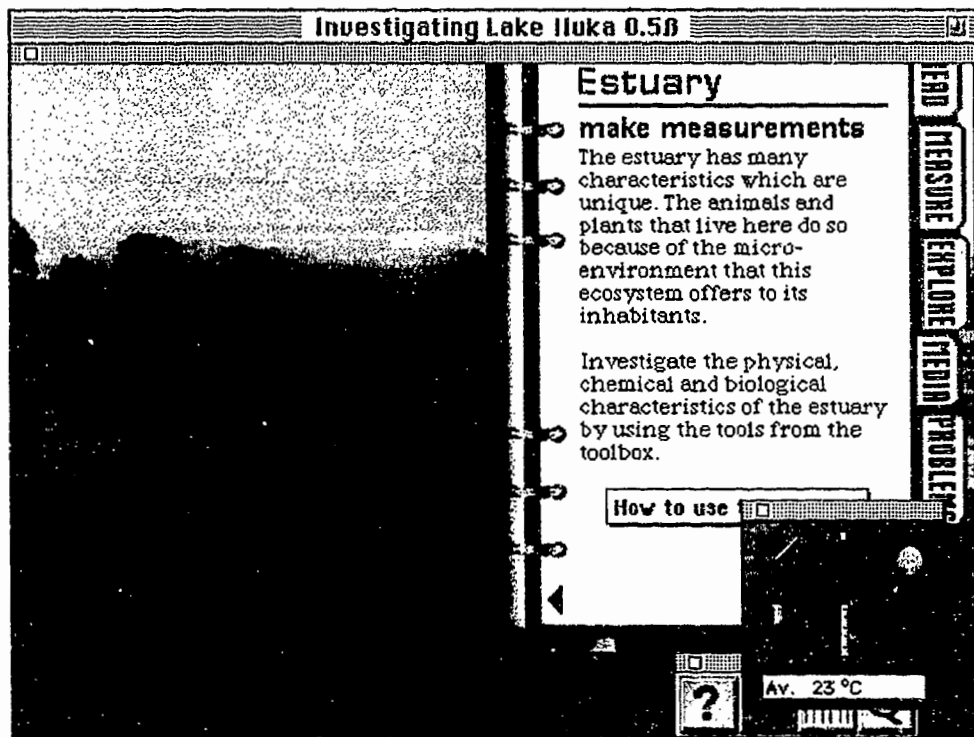 Investigating Lake Iluka 0.5ß
Estuary
make measurements
The estuary has many
characteristics which are
unique. The animals and
plants that live here do so
because of the micro-
environment that this
ecosystem offers to its
inhabitants.
Investigate the physical,
chemical and biological
characteristics of the estuary
by using the tools from the
toolbox.
How to use
MEASURE
EXPLORE
MEDIA
PROBLEMS
?
Av. 23 °C